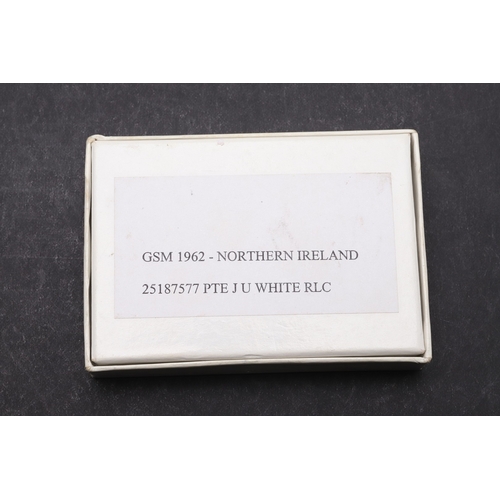 GSM 1962 - NORTHERN IRELAND
25187577 PTE J U WHITE RLC